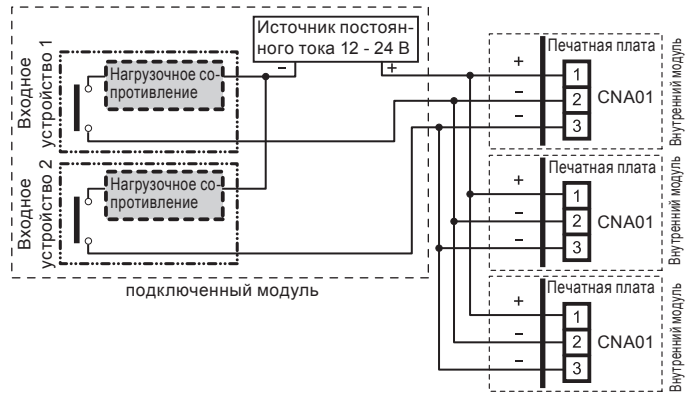 Источник постоян-
ного тока 12 - 24 В
–
+
Входное
устройство 1
Нагрузочное со-
противление
Входное
устройство 2
Нагрузочное со-
противление
подключенный модуль
Печатная плата
+
–
–
1
2
3
CNA01
Внутренний модуль
Печатная плата
+
–
–
1
2
3
CNA01
Внутренний модуль
Печатная плата
+
–
–
1
2
3
CNA01
Внутренний модуль